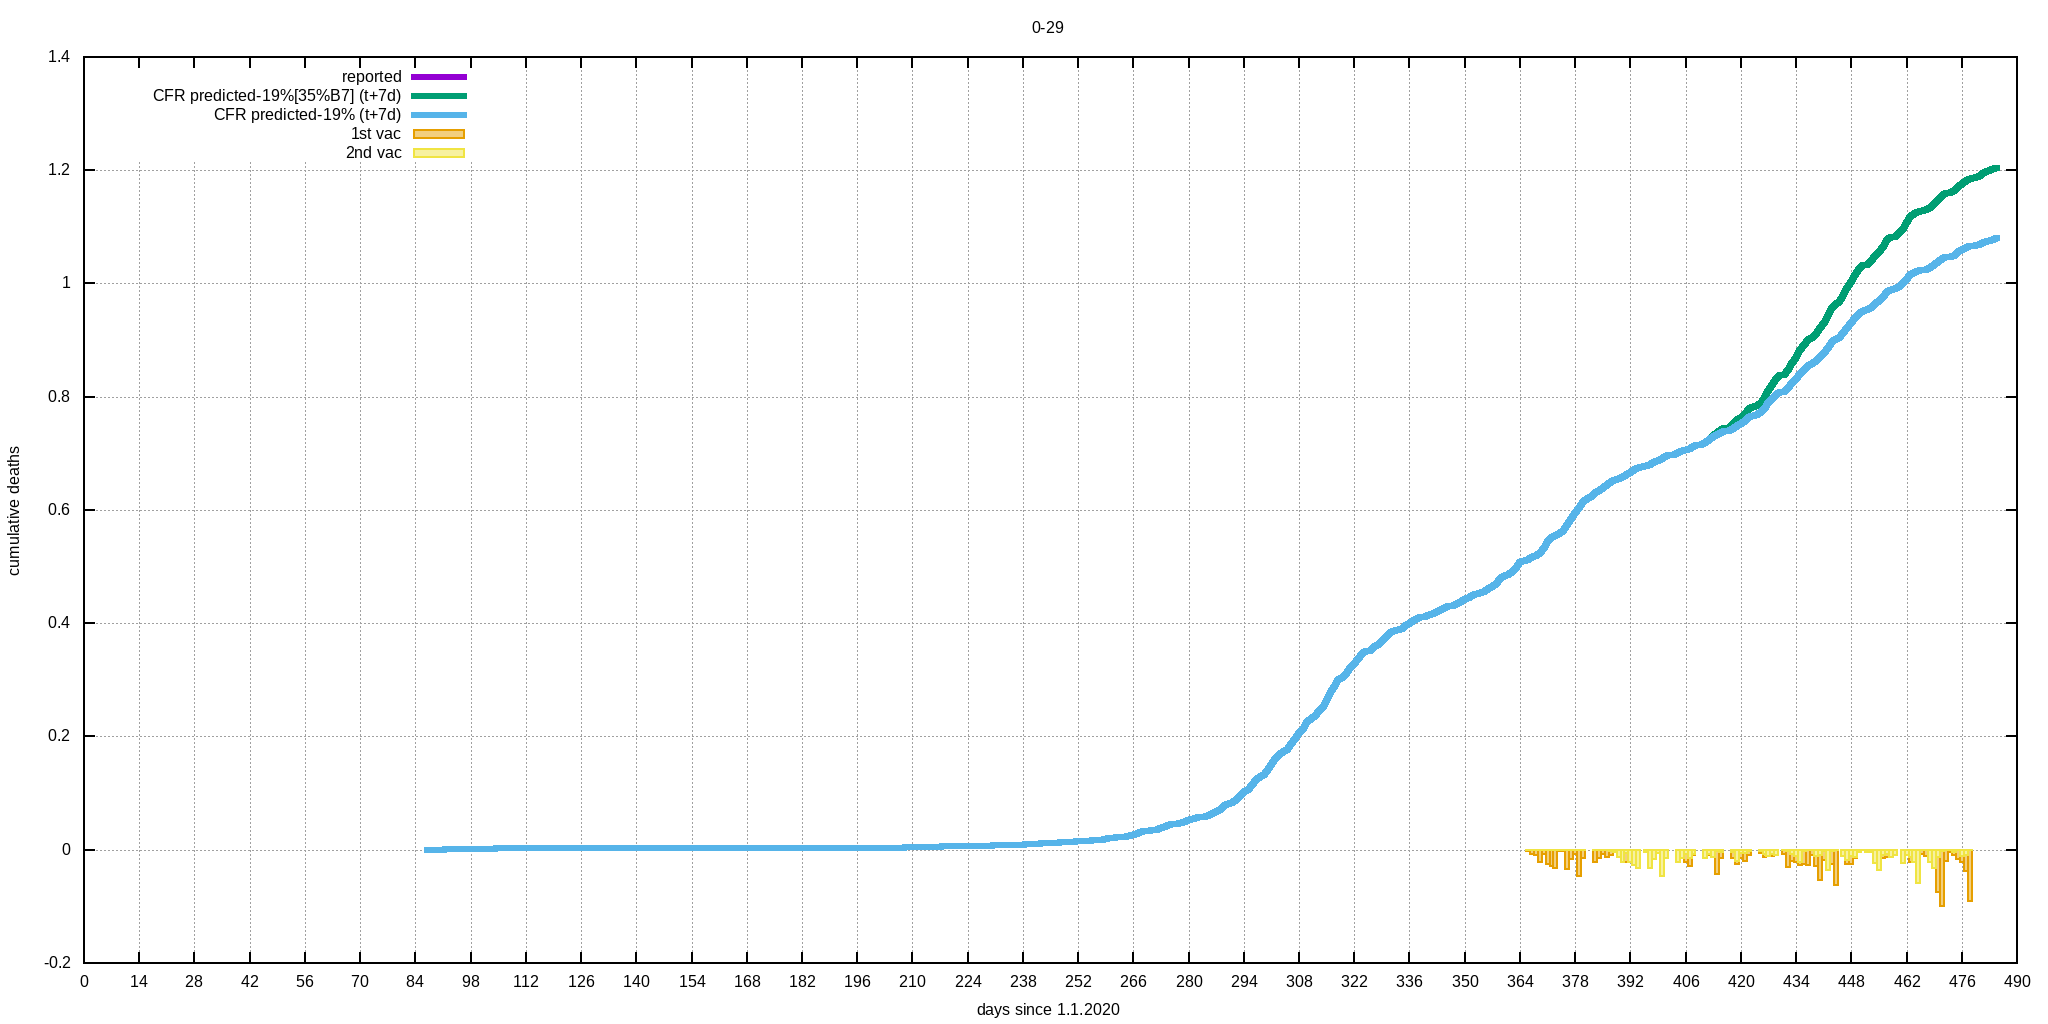 0-29
1.4
1.2
1
0.8
0.6
0.4
0.2
0
-0.2
cumulative deaths
reported
CFR predicted-19%[35%B7] (t+7d)
CFR predicted-19% (t+7d)
1st vac
2nd vac
0 14 28 42 56 70 84 98 112 126 140 154 168 182 196 210 224 238 252 266 280 294 308 322 336 350 364 378 392 406 420 434 448 462 476 490
days since 1.1.2020